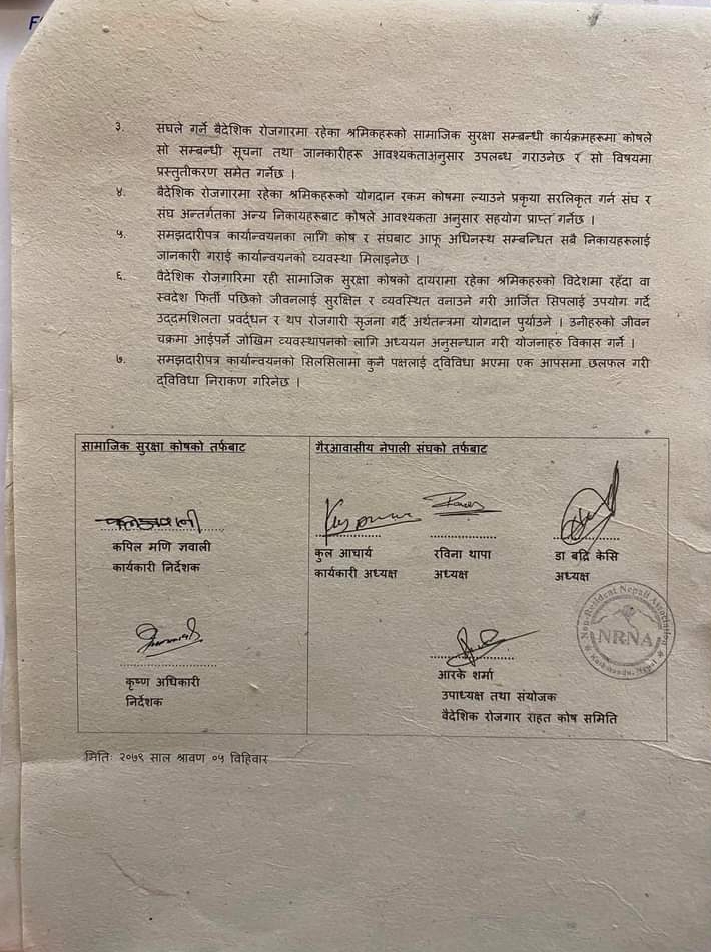 F
३. संघले गर्ने बैदेशिक रोजगारमा रहेका श्रमिकहरूको सामाजिक सुरक्षा सम्बन्धी कार्यक्रमहरूमा कोषले
सो सम्बन्धी सूचना तथा जानकारीहरू आवश्यकताअनुसार उपलब्ध गराउनेछ र सो विषयमा
प्रस्तुतीकरण समेत गर्नेछ ।
४. बैदेशिक रोजगारमा रहेका श्रमिकहरूको योगदान रकम कोषमा ल्याउने प्रकृया सरलिकृत गर्न संघ र
संघ अन्तर्गतका अन्य निकायहरूबाट कोषले आवश्यकता अनुसार सहयोग प्राप्त गर्नेछ ।
५. समझदारीपत्र कार्यान्वयनका लागि कोष र संघबाट आफू अधिनस्थ सम्बन्धित सबै निकायहरूलाई
जानकारी गराई कार्यान्वयनको व्यवस्था मिलाइनेछ ।
६. वैदेशिक रोजगारिमा रही सामाजिक सुरक्षा कोषको दायरामा रहेका श्रमिकहरुको विदेशमा रहँदा वा
स्वदेश फिर्ती पछिको जीवनलाई सुरक्षित र व्यवस्थित वनाउने गरी आर्जित सिपलाई उपयोग गर्दै
उद्दमशिलता प्रवर्द्धन र थप रोजगारी सृजना गर्दै अर्थतन्त्रमा योगदान पुर्याउने । उनीहरुको जीवन
चक्रमा आईपर्ने जोखिम व्यवस्थापनको लागि अध्ययन अनुसन्धान गरी योजनाहरु विकास गर्ने ।
७. समझदारीपत्र कार्यान्वयनको सिलसिलामा कुनै पक्षलाई द्विविधा भएमा एक आपसमा छलफल गरी
द्विविधा निराकण गरिनेछ ।
सामाजिक सुरक्षा कोषको तर्फबाट
कपिल मणि ज्ञवाली
कार्यकारी निर्देशक
कृष्ण अधिकारी
निर्देशक
गैरआवासीय नेपाली संघको तर्फबाट
कुल आचार्य
कार्यकारी अध्यक्ष
रविना थापा
अध्यक्ष
डा बद्रि केसि
अध्यक्ष
आरके शर्मा
उपाध्यक्ष तथा संयोजक
वैदेशिक रोजगार राहत कोष समिति
Non-Resident Nepali Association
NRNA
Kathmandu, Nepal
मितिः २०७९ साल श्रावण ०५ विहिवार